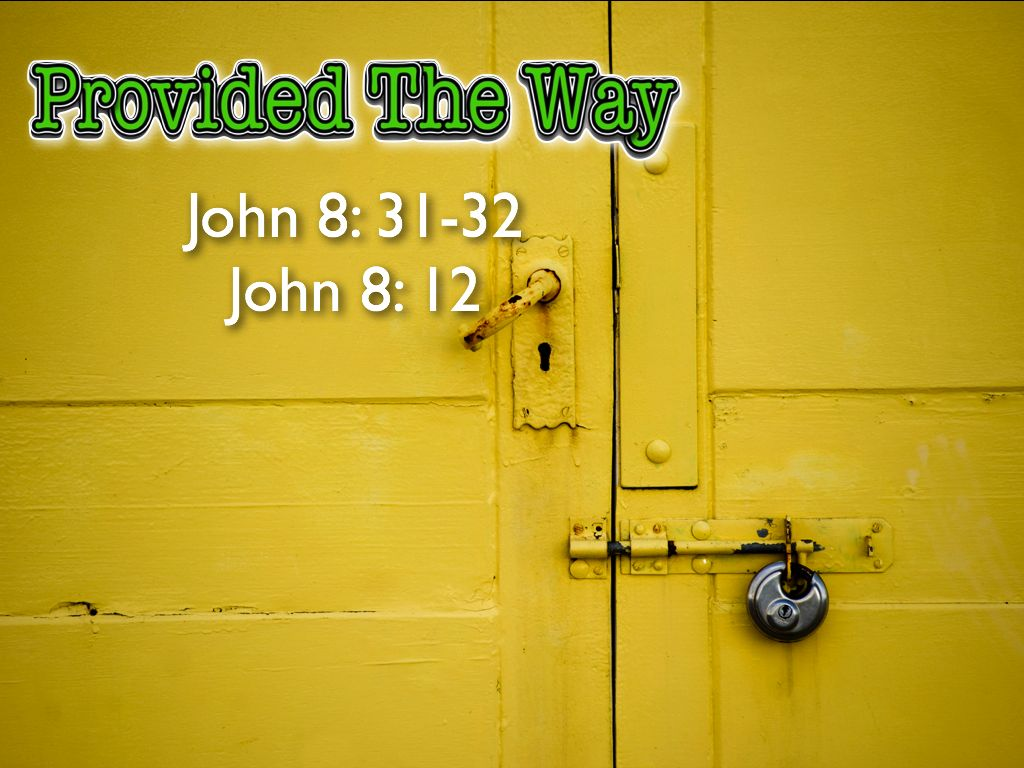 Provided The Way
John 8: 31-32
John 8: 12